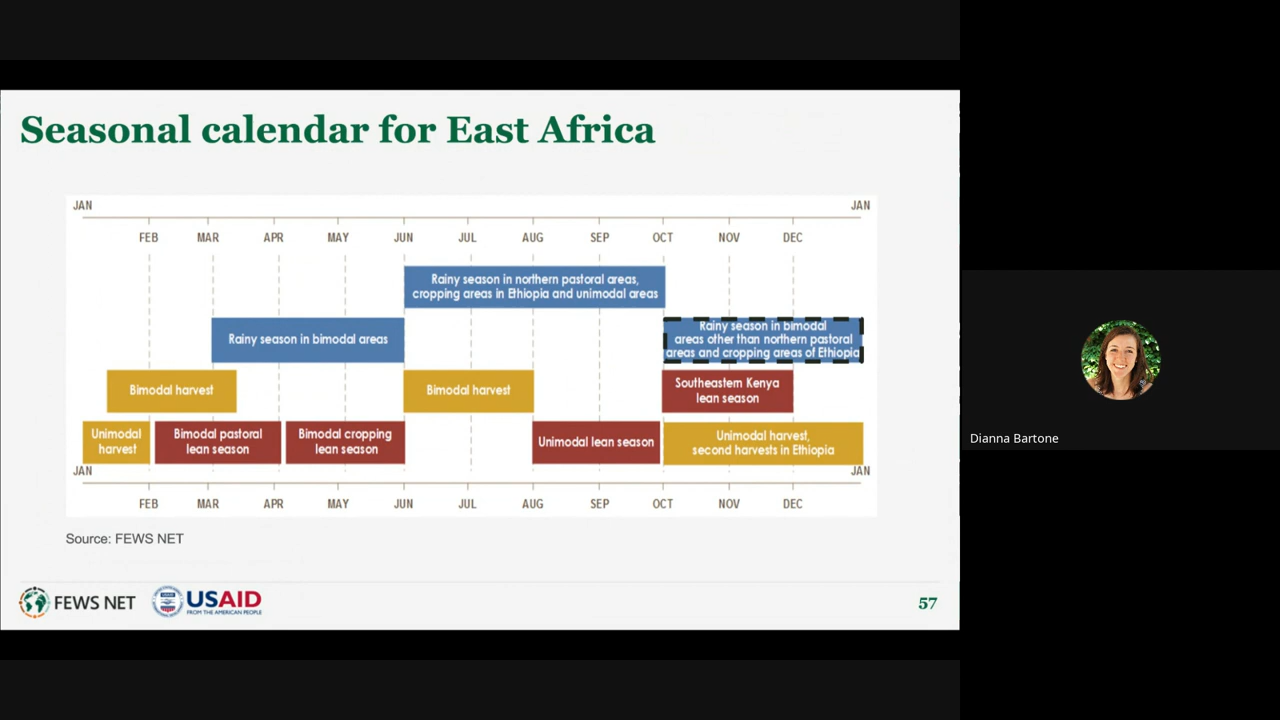 Seasonal calendar for East Africa
JAN JAN
FEB MAR APR MAY JUN JUL AUG SEP OCT NOV DEC
Rainy season in northern pastoral areas,
cropping areas in Ethiopia and unimodal areas
Rainy season in bimodal areas
Rainy season in bimodal
areas other than northern pastoral
areas and cropping areas of Ethiopia
Bimodal harvest
Bimodal harvest
Southeastern Kenya
lean season
Unimodal
harvest
Bimodal pastoral
lean season
Bimodal cropping
lean season
Unimodal lean season
Unimodal harvest,
second harvests in Ethiopia
JAN JAN
FEB MAR APR MAY JUN JUL AUG SEP OCT NOV DEC
Source: FEWS NET
FEWS NET
USAID
FROM THE AMERICAN PEOPLE
57
Dianna Bartone